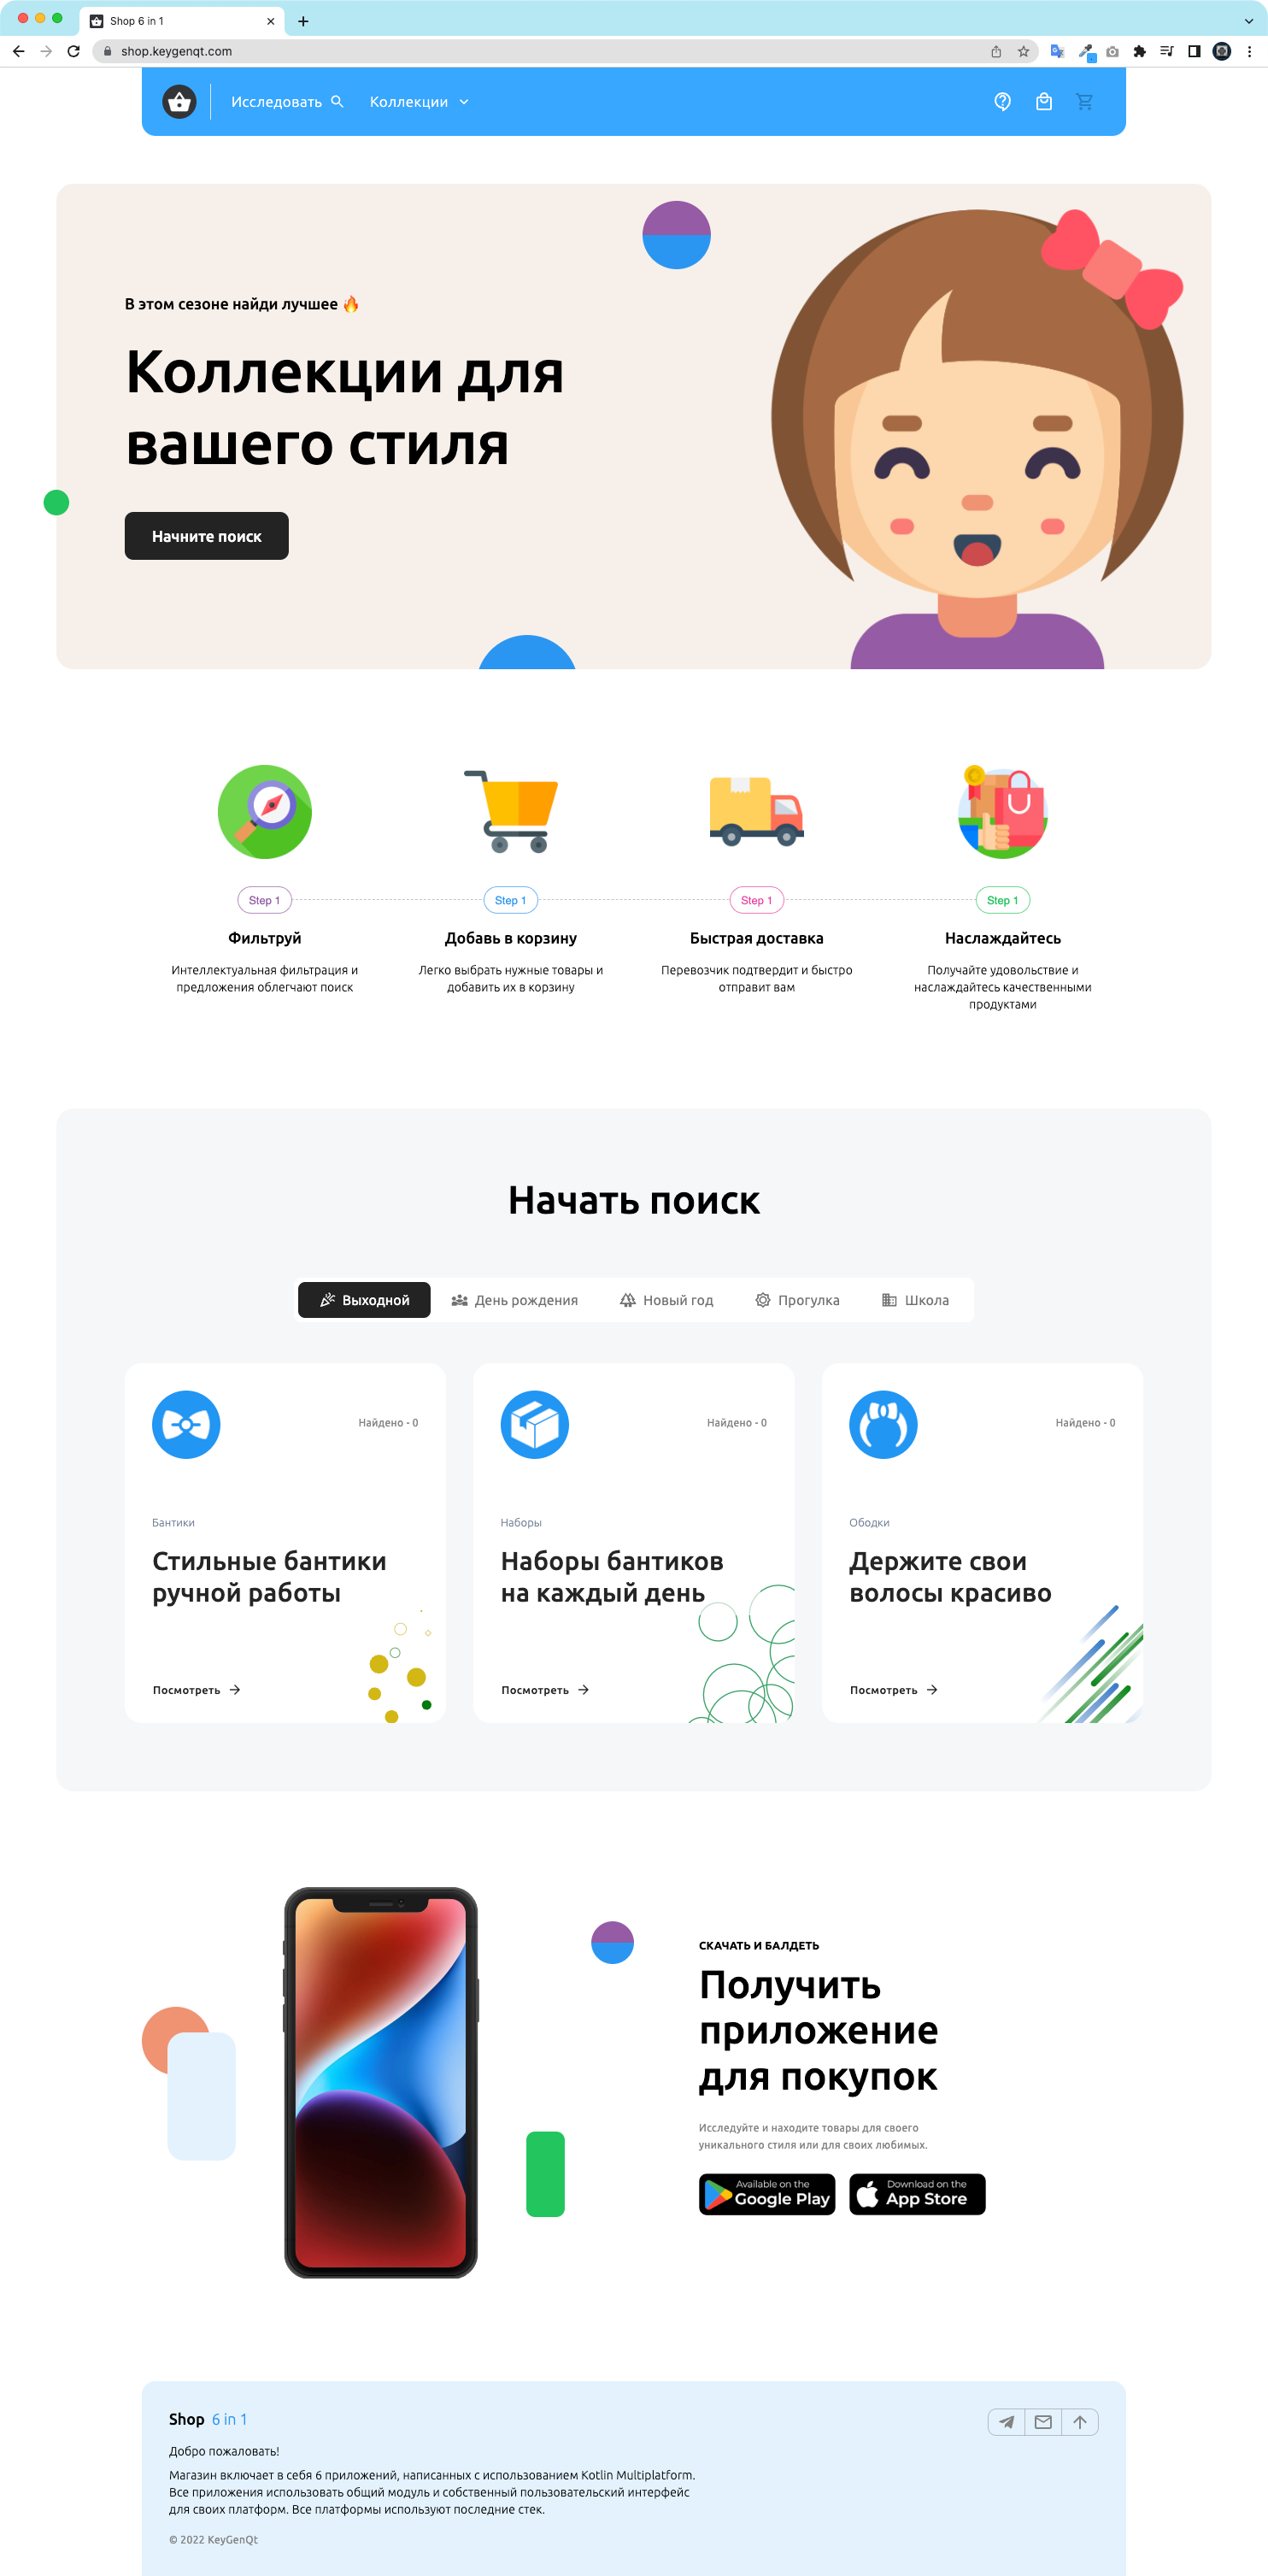 Shop 6 in 1
shop.keygenqt.com
Исследовать
Коллекции
В этом сезоне найди лучшее 🔥
Коллекции для
вашего стиля
Начните поиск
Step 1
Step 1
Step 1
Step 1
Фильтруй
Добавь в корзину
Быстрая доставка
Наслаждайтесь
Интеллектуальная фильтрация и
предложения облегчают поиск
Легко выбрать нужные товары и
добавить их в корзину
Перевозчик подтвердит и быстро
отправит вам
Получайте удовольствие и
наслаждайтесь качественными
продуктами
Начать поиск
Выходной
День рождения
Новый год
Прогулка
Школа
Найдено - 0
Бантики
Стильные бантики
ручной работы
Посмотреть
Найдено - 0
Наборы
Наборы бантиков
на каждый день
Посмотреть
Найдено - 0
Ободки
Держите свои
волосы красиво
Посмотреть
СКАЧАТЬ И БАЛДЕТЬ
Получить
приложение
для покупок
Исследуйте и находите товары для своего
уникального стиля или для своих любимых.
Available on the
Google Play
Download on the
App Store
Shop 6 in 1
Добро пожаловать!
Магазин включает в себя 6 приложений, написанных с использованием Kotlin Multiplatform.
Все приложения использовать общий модуль и собственный пользовательский интерфейс
для своих платформ. Все платформы используют последние стек.
© 2022 KeyGenQt